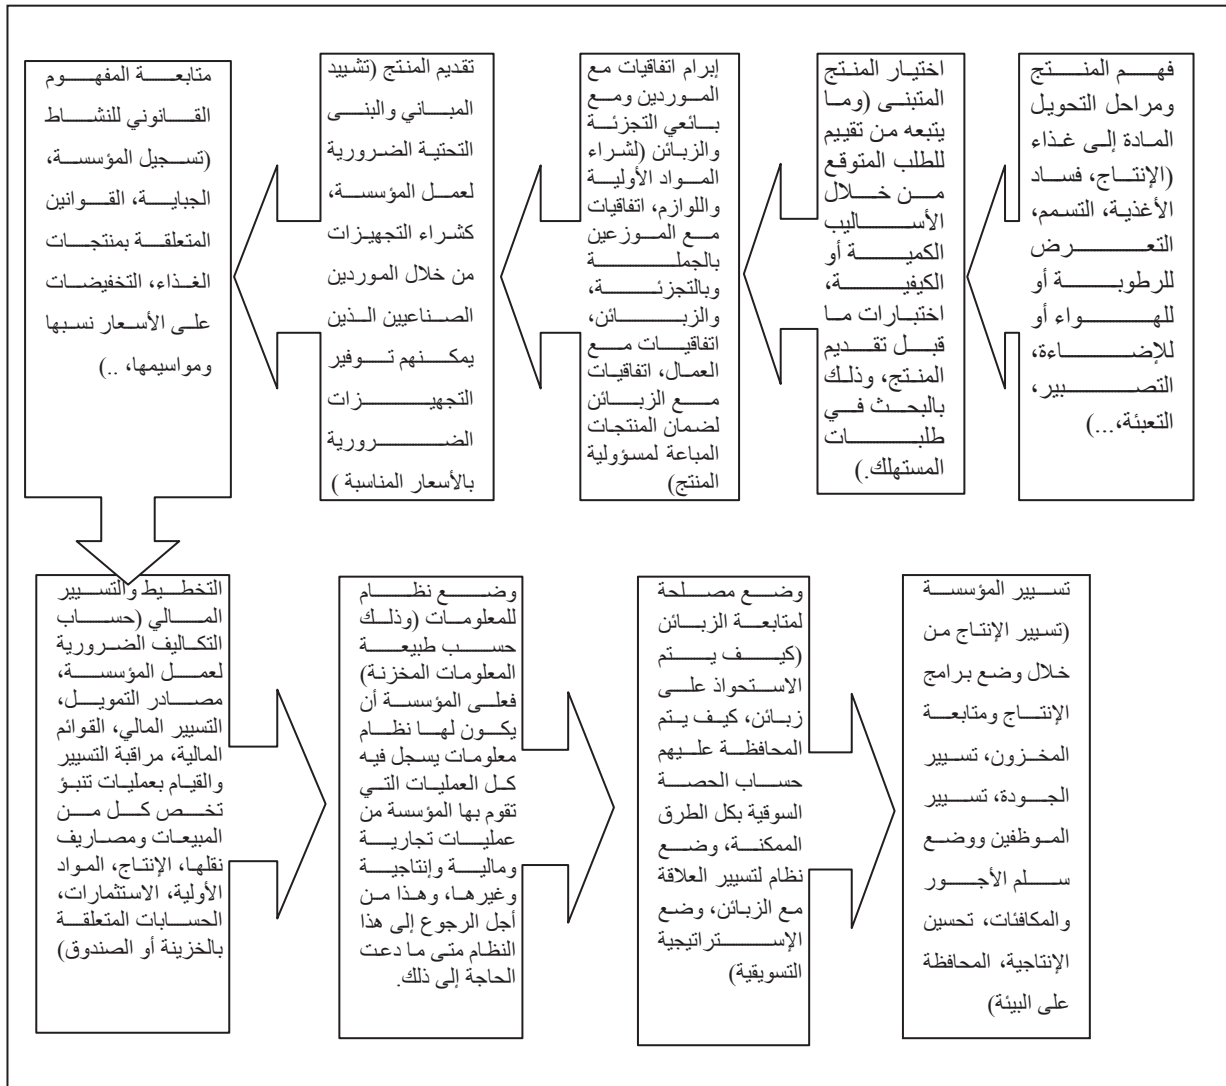 فهم المنتج
ومراحل التحويل
المادة إلى غذاء
(الإنتاج، فساد
الأغذية، التسمم،
التعرض
للرطوبة أو
للهواء أو
للإضاءة،
التصبير،
التعبئة،...)
اختيار المنتج
المتبنى (وما
يتبعه من تقييم
للطلب المتوقع
من خلال
الأساليب
الكمية أو
الكيفية،
اختبارات ما
قبل تقديم
المنتج، وذلك
بالبحث في
طلبات
المستهلك.)
إبرام اتفاقيات مع
الموردين ومع
بائعي التجزئة
والزبائن (لشراء
المواد الأولية
واللوازم، اتفاقيات
مع الموزعين
بالجملة
وبالتجزئة،
والزبائن،
اتفاقيات مع
العمال، اتفاقيات
مع الزبائن
لضمان المنتجات
المباعة لمسؤولية
المنتج)
تقديم المنتج (تشييد
المباني والبنى
التحتية الضرورية
لعمل المؤسسة،
كشراء التجهيزات
من خلال الموردين
الصناعيين الذين
يمكنهم توفير
التجهيزات
الضرورية
بالأسعار المناسبة )
متابعة المفهوم
القانوني للنشاط
(تسجيل المؤسسة،
الجباية، القوانين
المتعلقة بمنتجات
الغذاء، التخفيضات
على الأسعار نسبها
ومواسيمها، ..)
التخطيط والتسيير
المالي (حساب
التكاليف الضرورية
لعمل المؤسسة،
مصادر التمويل،
التسيير المالي، القوائم
المالية، مراقبة التسيير
والقيام بعمليات تنبؤ
تخص كل من
المبيعات ومصاريف
نقلها، الإنتاج، المواد
الأولية، الاستثمارات،
الحسابات المتعلقة
بالخزينة أو الصندوق)
وضع نظام
للمعلومات (وذلك
حسب طبيعة
المعلومات المخزنة)
فعلى المؤسسة أن
يكون لها نظام
معلومات يسجل فيه
كل العمليات التي
تقوم بها المؤسسة من
عمليات تجارية
ومالية وإنتاجية
وغيرها، وهذا من
أجل الرجوع إلى هذا
النظام متى ما دعت
الحاجة إلى ذلك.
وضع مصلحة
لمتابعة الزبائن
(كيف يتم
الاستحواذ على
زبائن، كيف يتم
المحافظة عليهم
حساب الحصة
السوقية بكل الطرق
الممكنة، وضع
نظام لتسيير العلاقة
مع الزبائن، وضع
الإستراتيجية
التسويقية)
تسيير المؤسسة
(تسيير الإنتاج من
خلال وضع برامج
الإنتاج ومتابعة
المخزون، تسيير
الجودة، تسيير
الموظفين ووضع
سلم الأجور
والمكافئات، تحسين
الإنتاجية، المحافظة
على البيئة)